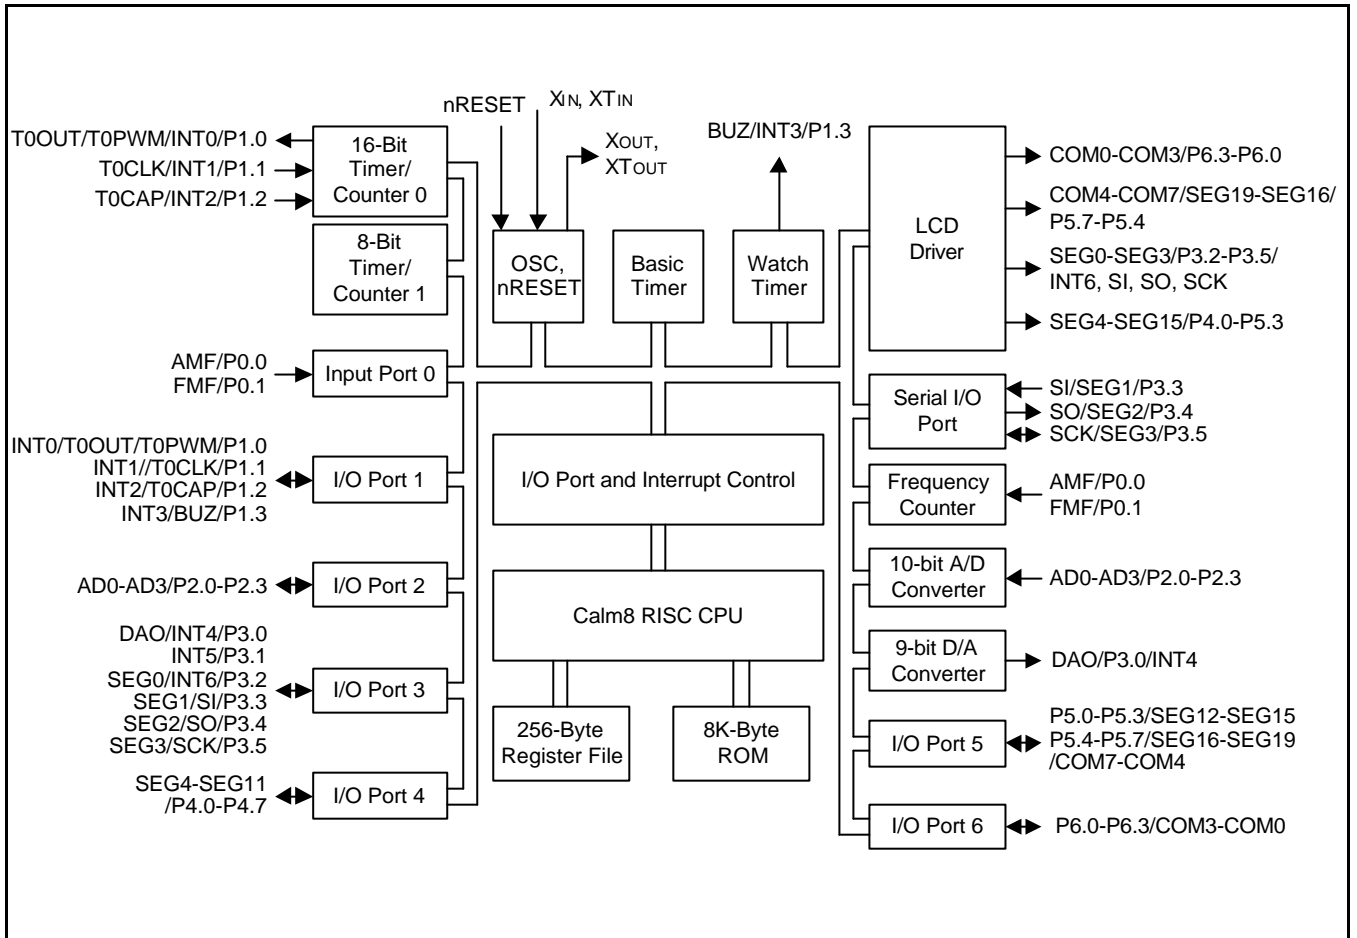 nRESET
XIN, XTIN
XOUT,
XTOUT
BUZ/INT3/P1.3
T0OUT/T0PWM/INT0/P1.0
T0CLK/INT1/P1.1
T0CAP/INT2/P1.2
16-Bit
Timer/
Counter 0
8-Bit
Timer/
Counter 1
OSC,
nRESET
Basic
Timer
Watch
Timer
LCD
Driver
COM0-COM3/P6.3-P6.0
COM4-COM7/SEG19-SEG16/
P5.7-P5.4
SEG0-SEG3/P3.2-P3.5/
INT6, SI, SO, SCK
SEG4-SEG15/P4.0-P5.3
AMF/P0.0
FMF/P0.1
Input Port 0
Serial I/O
Port
SI/SEG1/P3.3
SO/SEG2/P3.4
SCK/SEG3/P3.5
INT0/T0OUT/T0PWM/P1.0
INT1//T0CLK/P1.1
INT2/T0CAP/P1.2
INT3/BUZ/P1.3
I/O Port 1
I/O Port and Interrupt Control
Frequency
Counter
AMF/P0.0
FMF/P0.1
AD0-AD3/P2.0-P2.3
I/O Port 2
Calm8 RISC CPU
10-bit A/D
Converter
AD0-AD3/P2.0-P2.3
DAO/INT4/P3.0
INT5/P3.1
SEG0/INT6/P3.2
SEG1/SI/P3.3
SEG2/SO/P3.4
SEG3/SCK/P3.5
I/O Port 3
9-bit D/A
Converter
DAO/P3.0/INT4
256-Byte
Register File
8K-Byte
ROM
I/O Port 5
P5.0-P5.3/SEG12-SEG15
P5.4-P5.7/SEG16-SEG19
/COM7-COM4
SEG4-SEG11
/P4.0-P4.7
I/O Port 4
I/O Port 6
P6.0-P6.3/COM3-COM0